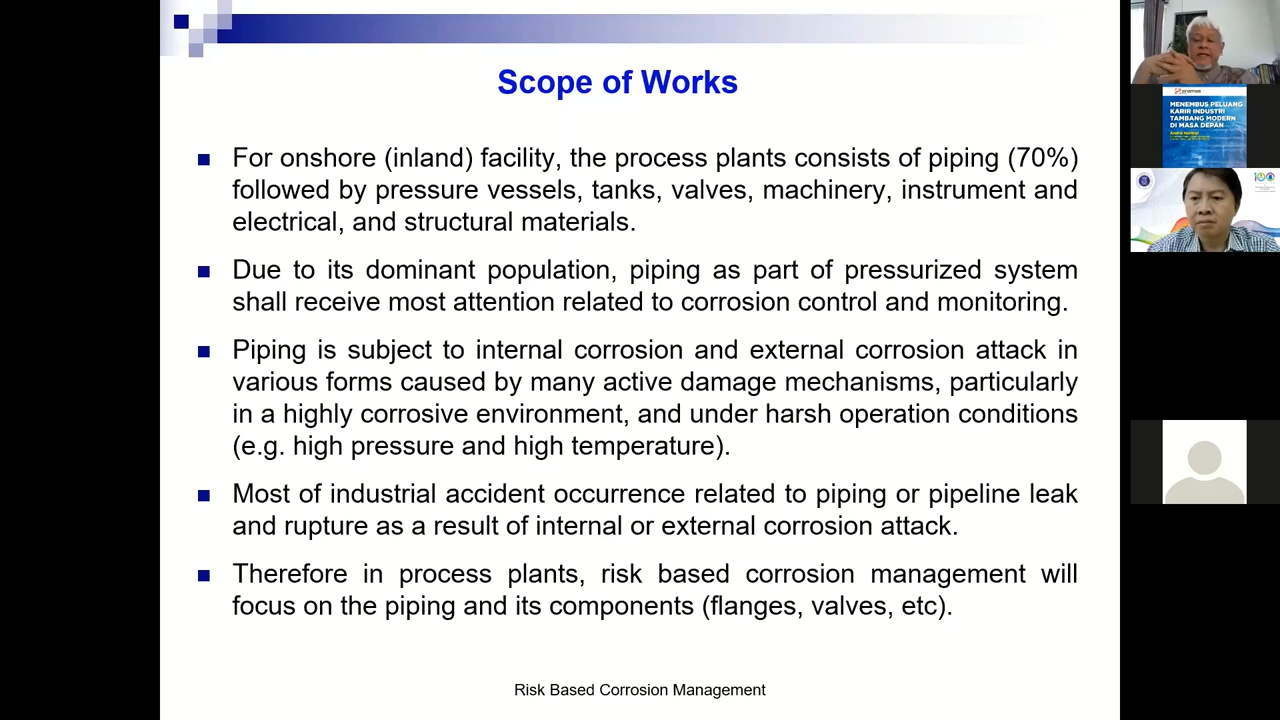 Scope of Works
For onshore (inland) facility, the process plants consists of piping (70%)
followed by pressure vessels, tanks, valves, machinery, instrument and
electrical, and structural materials.
Due to its dominant population, piping as part of pressurized system
shall receive most attention related to corrosion control and monitoring.
Piping is subject to internal corrosion and external corrosion attack in
various forms caused by many active damage mechanisms, particularly
in a highly corrosive environment, and under harsh operation conditions
(e.g. high pressure and high temperature).
Most of industrial accident occurrence related to piping or pipeline leak
and rupture as a result of internal or external corrosion attack.
Therefore in process plants, risk based corrosion management will
focus on the piping and its components (flanges, valves, etc).
Risk Based Corrosion Management
sinarmas
MENEMBUS PELUANG
KARIR INDUSTRI
TAMBANG MODERN
DI MASA DEPAN
100